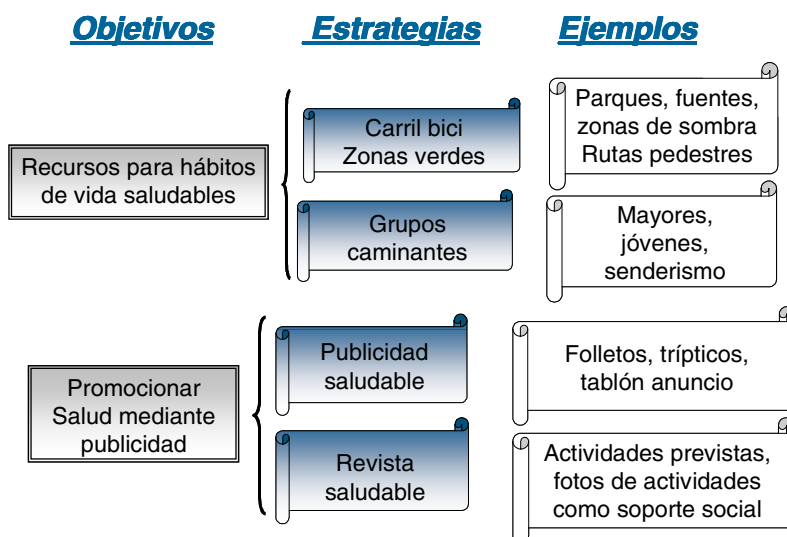 Objetivos Estrategias Ejemplos
Recursos para hábitos
de vida saludables
Carril bici
Zonas verdes
Parques, fuentes,
zonas de sombra
Rutas pedestres
Grupos
caminantes
Mayores,
jóvenes,
senderismo
Promocionar
Salud mediante
publicidad
Publicidad
saludable
Folletos, trípticos,
tablón anuncio
Revista
saludable
Actividades previstas,
fotos de actividades
como soporte social